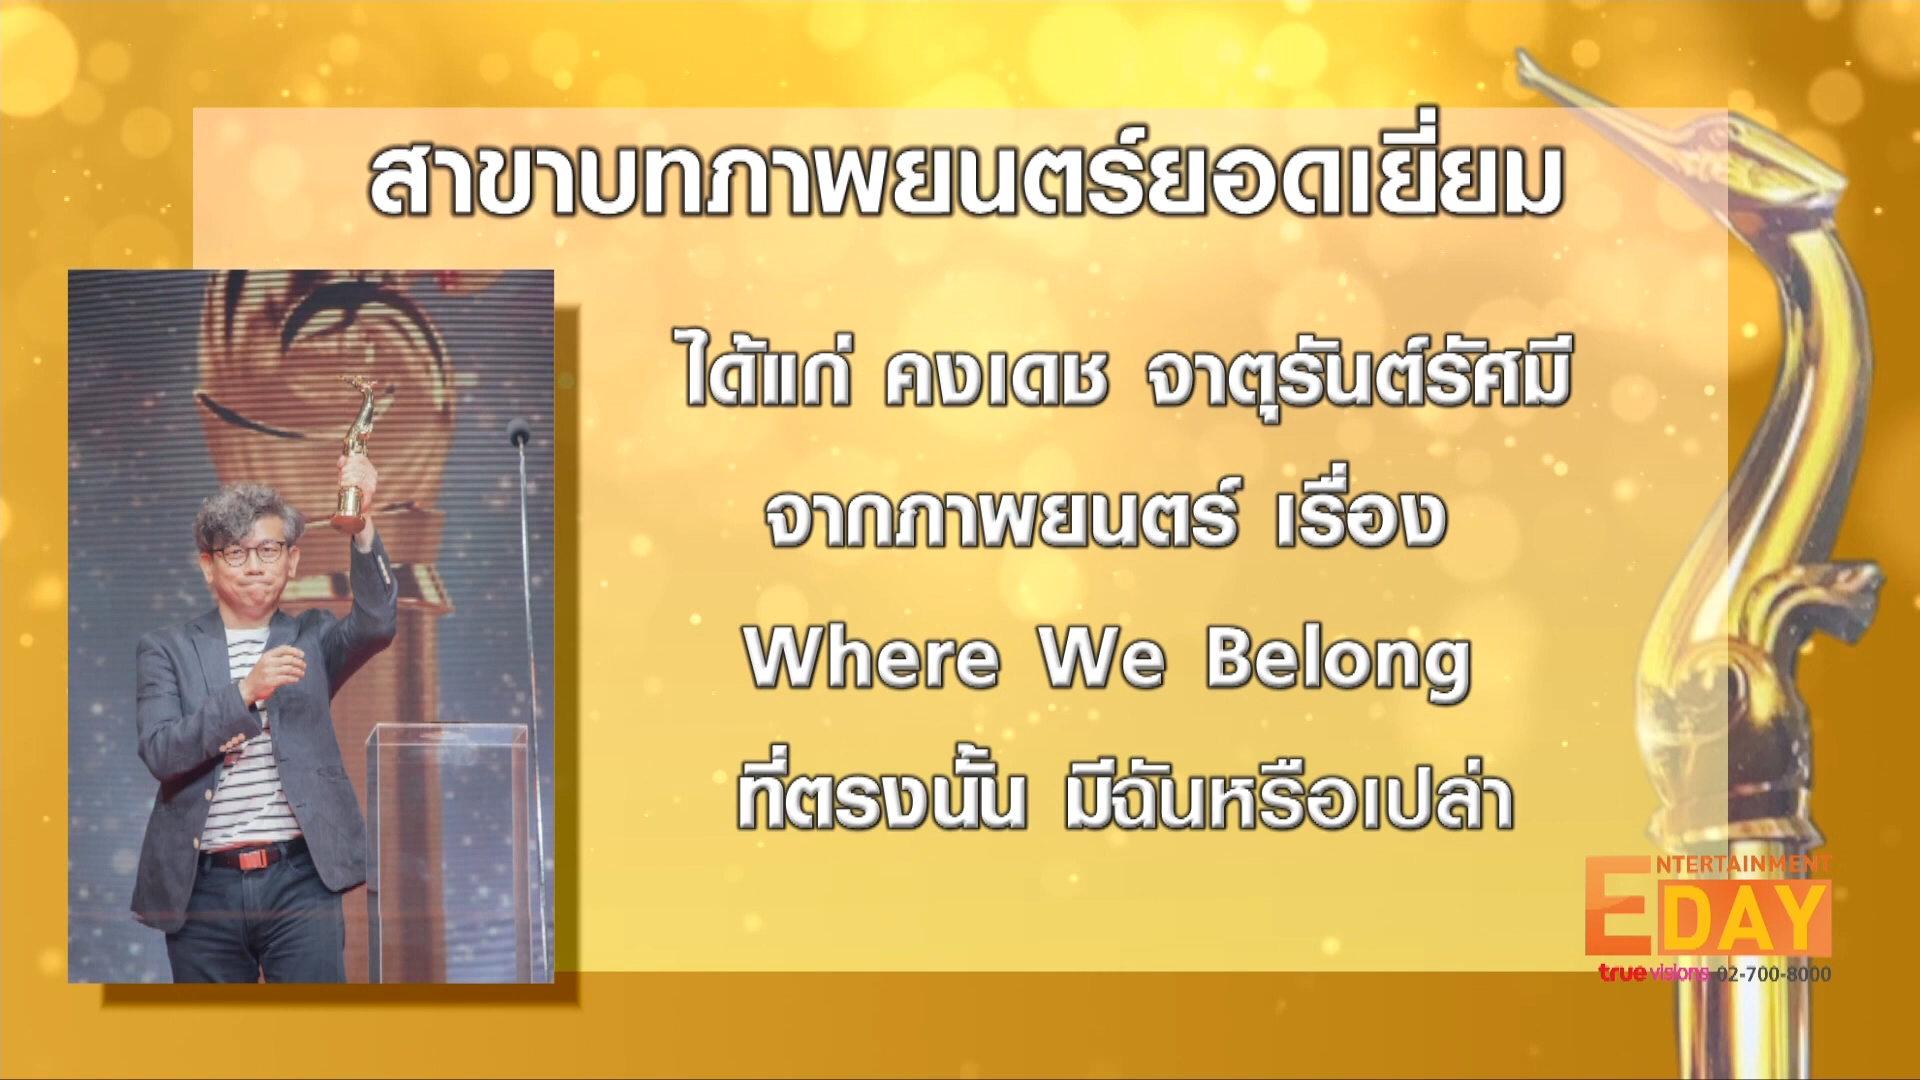 สาขาบทภาพยนตร์ยอดเยี่ยม
ได้แก่ คงเดช จาตุรันต์รัศมี
จากภาพยนตร์ เรื่อง
Where We Belong
ที่ตรงนั้น มีฉันหรือเปล่า
ENTERTAINMENT
DAY
truevisions 02-700-8000